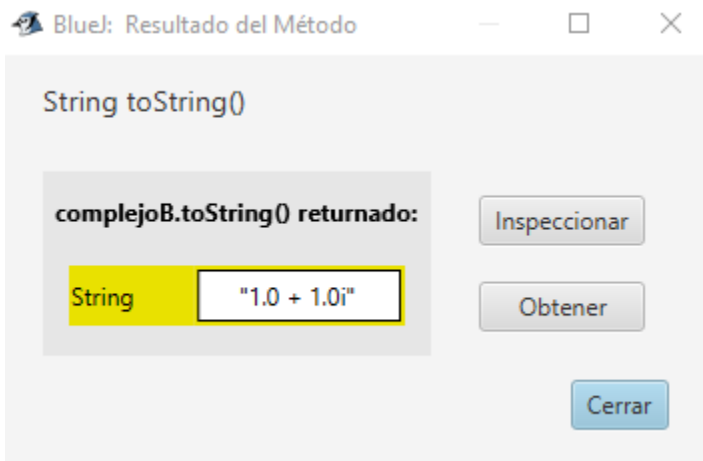 BlueJ: Resultado del Método
String toString()
complejoB.toString() returnado:
Inspeccionar
String "1.0 + 1.0i"
Obtener
Cerrar